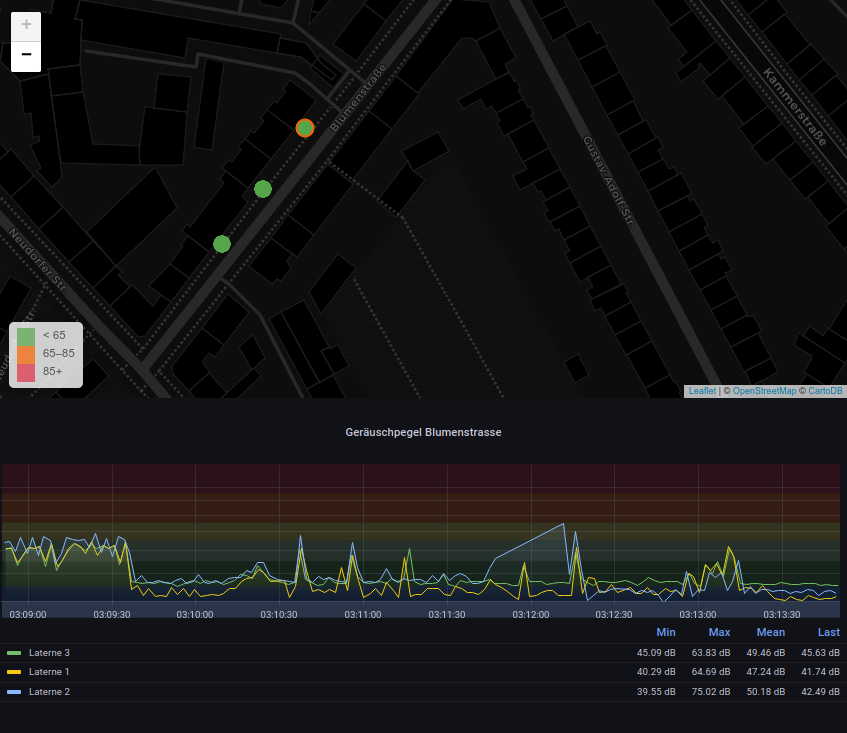 +
−
Blumenstraße
Kammerstraße
Gustav-Adolf-Str.
Neudorfer Str
< 65
65–85
85+
Leaflet | © OpenStreetMap © CartoDB
Geräuschpegel Blumenstrasse
03:09:00 03:09:30 03:10:00 03:10:30 03:11:00 03:11:30 03:12:00 03:12:30 03:13:00 03:13:30
Min Max Mean Last
Laterne 3 45.09 dB 63.83 dB 49.46 dB 45.63 dB
Laterne 1 40.29 dB 64.69 dB 47.24 dB 41.74 dB
Laterne 2 39.55 dB 75.02 dB 50.18 dB 42.49 dB